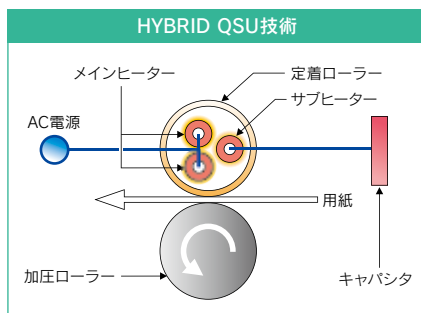 HYBRID QSU技術
メインヒーター
定着ローラー
サブヒーター
AC電源
用紙
加圧ローラー
キャパシタ